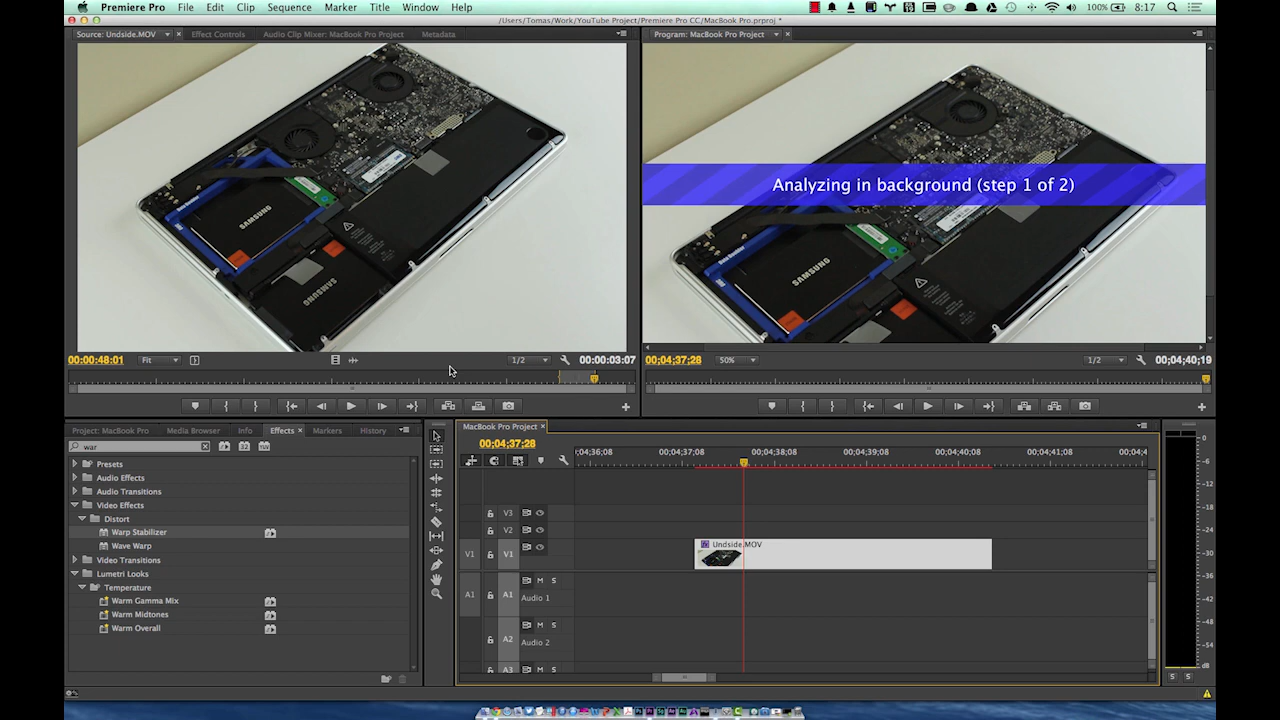 Premiere Pro File Edit Clip Sequence Marker Title Window Help 100% 8:17
/Users/Tomas/Work/YouTube Project/Premiere Pro CC/MacBook Pro.prproj *
Source: Undside.MOV Effect Controls Audio Clip Mixer: MacBook Pro Project Metadata
Program: MacBook Pro Project
Analyzing in background (step 1 of 2)
SAMSUNG
SAMSUNG
SAMSUNG
00:00:48:01 Fit 1/2 00:00:03:07
00;04;37;28 50% 1/2 00;04;40;19
Project: MacBook Pro Media Browser Info Effects Markers History
war
Presets
Audio Effects
Audio Transitions
Video Effects
Distort
Warp Stabilizer
Wave Warp
Video Transitions
Lumetri Looks
Temperature
Warm Gamma Mix
Warm Midtones
Warm Overall
MacBook Pro Project
00;04;37;28
;04;36;08 00;04;37;08 00;04;38;08 00;04;39;08 00;04;40;08 00;04;41;08 00;04;4
V3
V2
V1 V1 Undside.MOV
A1 A1 M S
Audio 1
A2 M S
Audio 2
A3 M S
0
-6
-12
-18
-24
-30
-36
-42
-48
-54
dB
S S